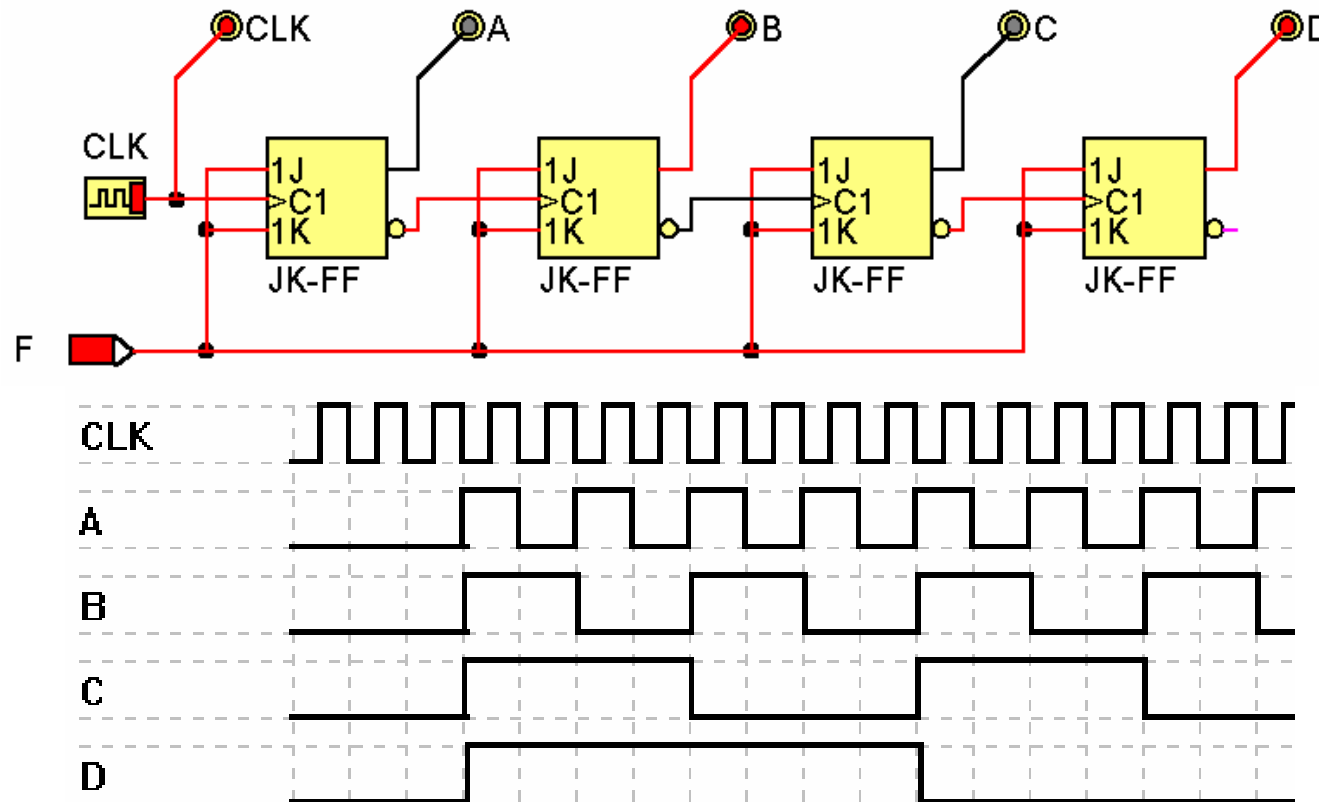 CLK A B C D
CLK
1J 1J 1J 1J
C1 C1 C1 C1
1K 1K 1K 1K
JK-FF JK-FF JK-FF JK-FF
F
CLK
A
B
C
D